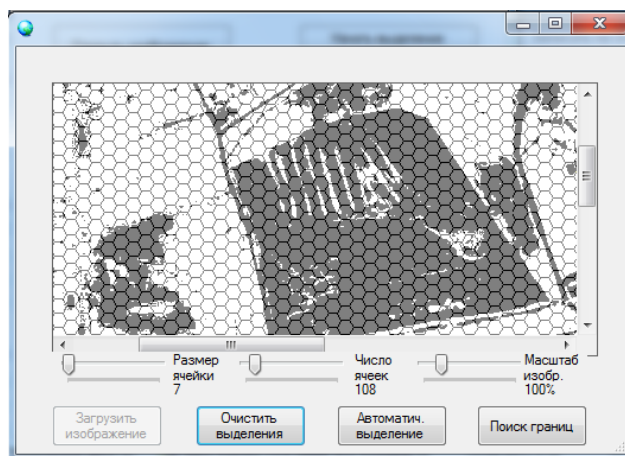 Размер
ячейки
7
Число
ячеек
108
Масштаб
изобр.
100%
Загрузить
изображение
Очистить
выделения
Автоматич.
выделение
Поиск границ